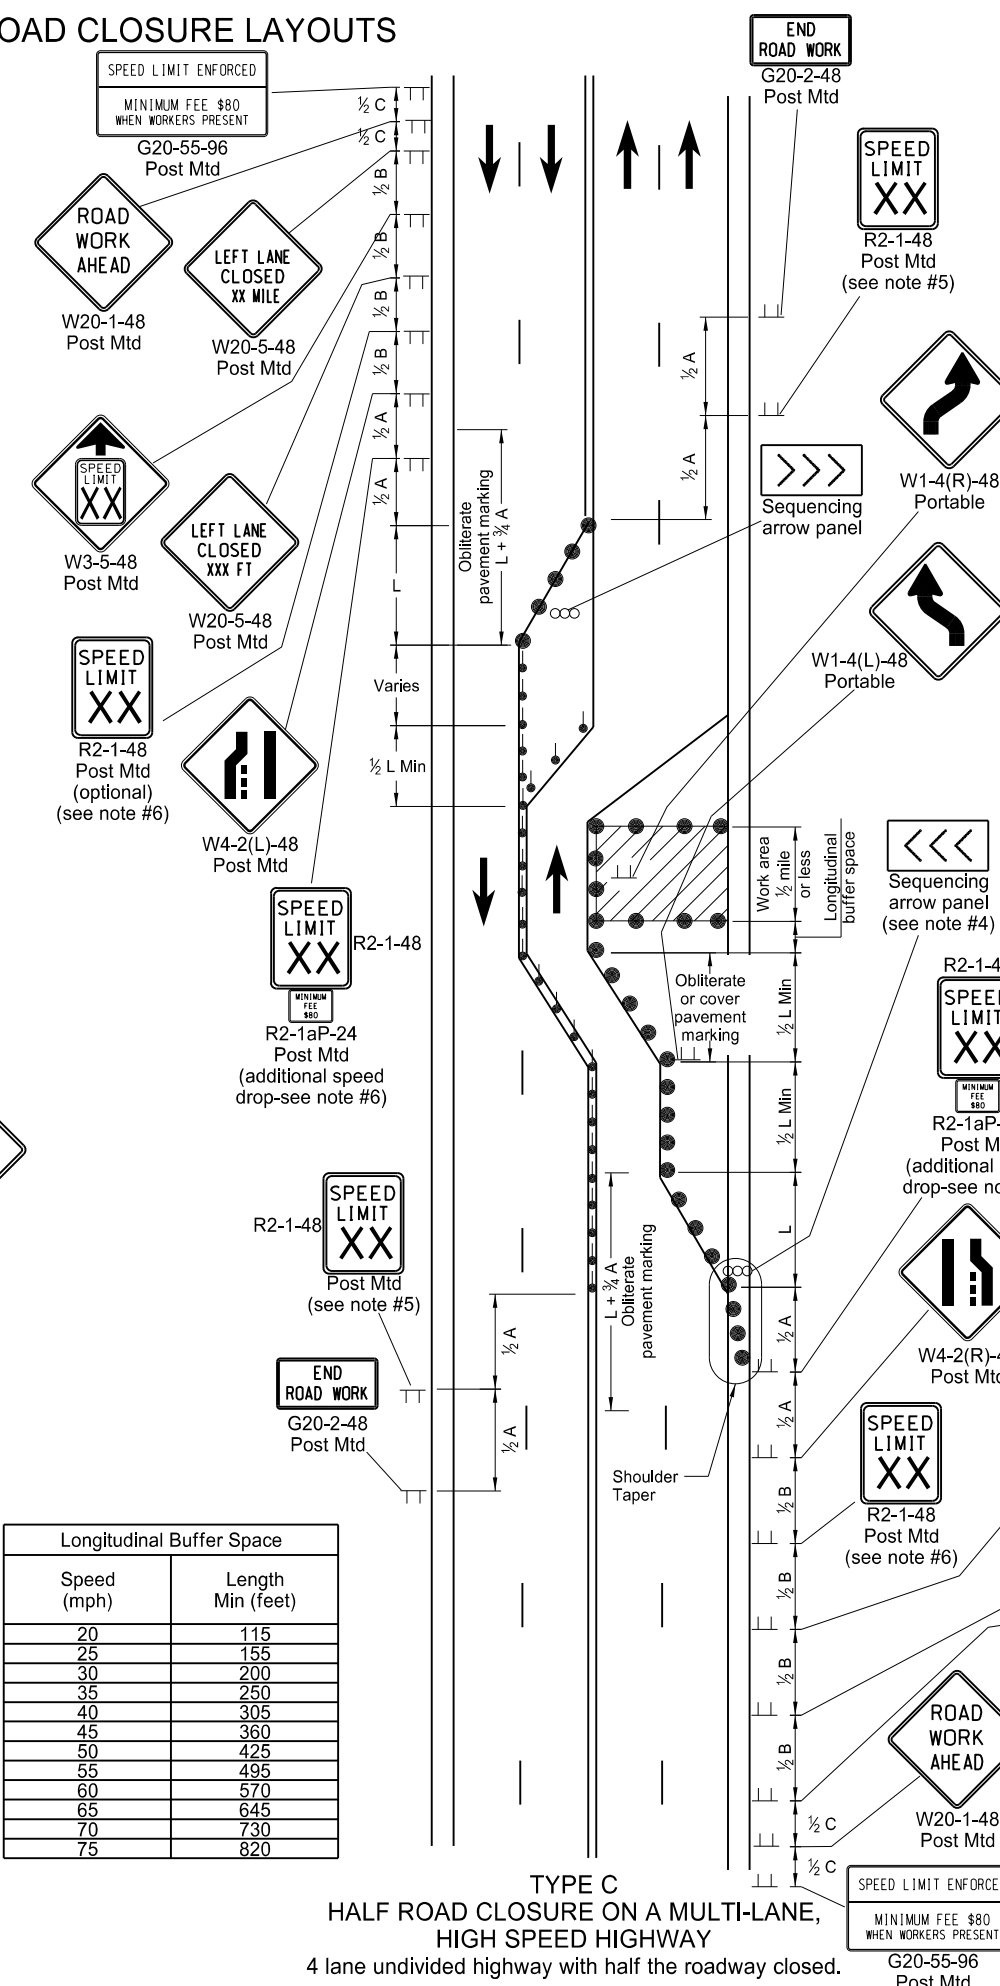 OAD CLOSURE LAYOUTS
SPEED LIMIT ENFORCED
MINIMUM FEE $80
WHEN WORKERS PRESENT
G20-55-96
Post Mtd
ROAD
WORK
AHEAD
W20-1-48
Post Mtd
LEFT LANE
CLOSED
XX MILE
W20-5-48
Post Mtd
SPEED
LIMIT
XX
W3-5-48
Post Mtd
LEFT LANE
CLOSED
XXX FT
W20-5-48
Post Mtd
SPEED
LIMIT
XX
R2-1-48
Post Mtd
(optional)
(see note #6)
W4-2(L)-48
Post Mtd
SPEED
LIMIT
XX
R2-1-48
MINIMUM
FEE
$80
R2-1aP-24
Post Mtd
(additional speed
drop-see note #6)
R2-1-48
SPEED
LIMIT
XX
Post Mtd
(see note #5)
END
ROAD WORK
G20-2-48
Post Mtd
½ C
½ C
½ B
½ B
½ B
½ B
½ A
½ A
L
Varies
½ L Min
Obliterate
pavement marking
L + ¾ A
½ A
½ A
L + ¾ A
Obliterate
pavement marking
END
ROAD WORK
G20-2-48
Post Mtd
SPEED
LIMIT
XX
R2-1-48
Post Mtd
(see note #5)
½ A
½ A
Sequencing
arrow panel
W1-4(R)-48
Portable
W1-4(L)-48
Portable
Work area
½ mile
or less
Longitudinal
buffer space
Sequencing
arrow panel
(see note #4)
Obliterate
or cover
pavement
marking
½ L Min
½ L Min
L
½ A
½ A
½ B
½ B
½ B
½ B
½ C
½ C
R2-1-4
SPEE
LIMIT
XX
MINIMUM
FEE
$80
R2-1aP-
Post M
(additional
drop-see no
W4-2(R)-4
Post Mtd
Shoulder
Taper
SPEED
LIMIT
XX
R2-1-48
Post Mtd
(see note #6)
ROAD
WORK
AHEAD
W20-1-48
Post Mtd
SPEED LIMIT ENFORCE
MINIMUM FEE $80
WHEN WORKERS PRESENT
G20-55-96
Post Mtd
Longitudinal Buffer Space
Speed
(mph) Length
Min (feet)
20 115
25 155
30 200
35 250
40 305
45 360
50 425
55 495
60 570
65 645
70 730
75 820
TYPE C
HALF ROAD CLOSURE ON A MULTI-LANE,
HIGH SPEED HIGHWAY
4 lane undivided highway with half the roadway closed.